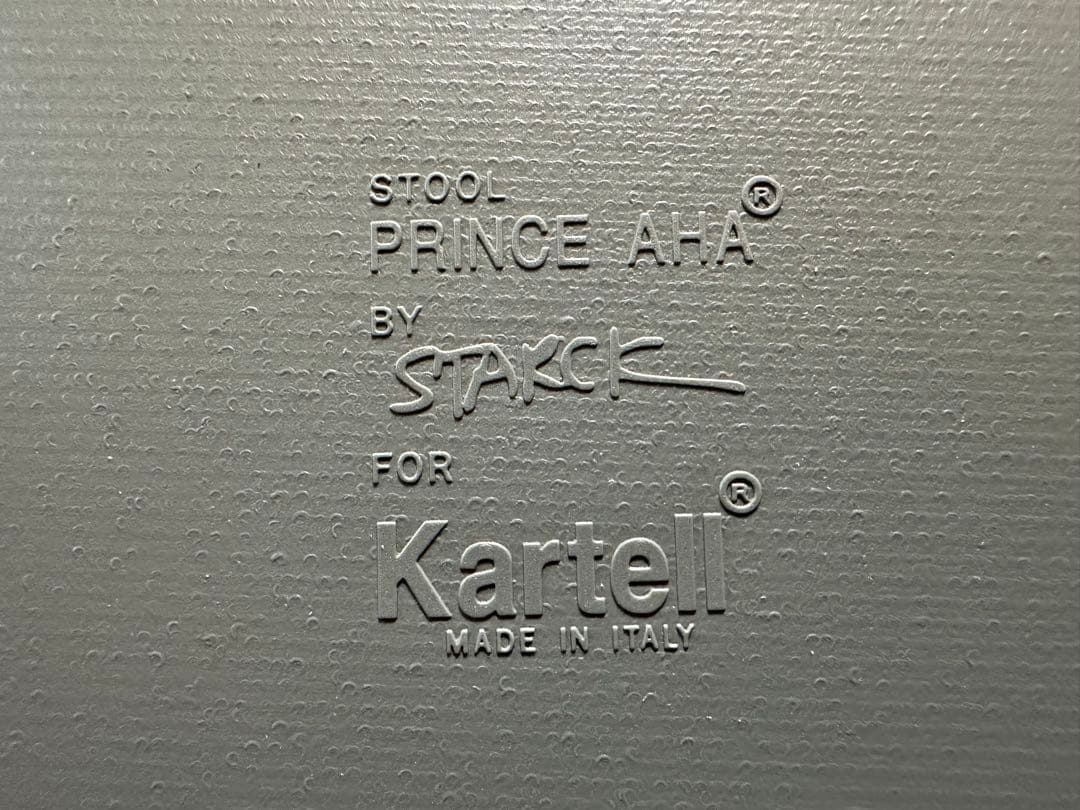 STOOL
PRINCE AHA®
BY
STARCK
FOR
Kartell®
MADE IN ITALY